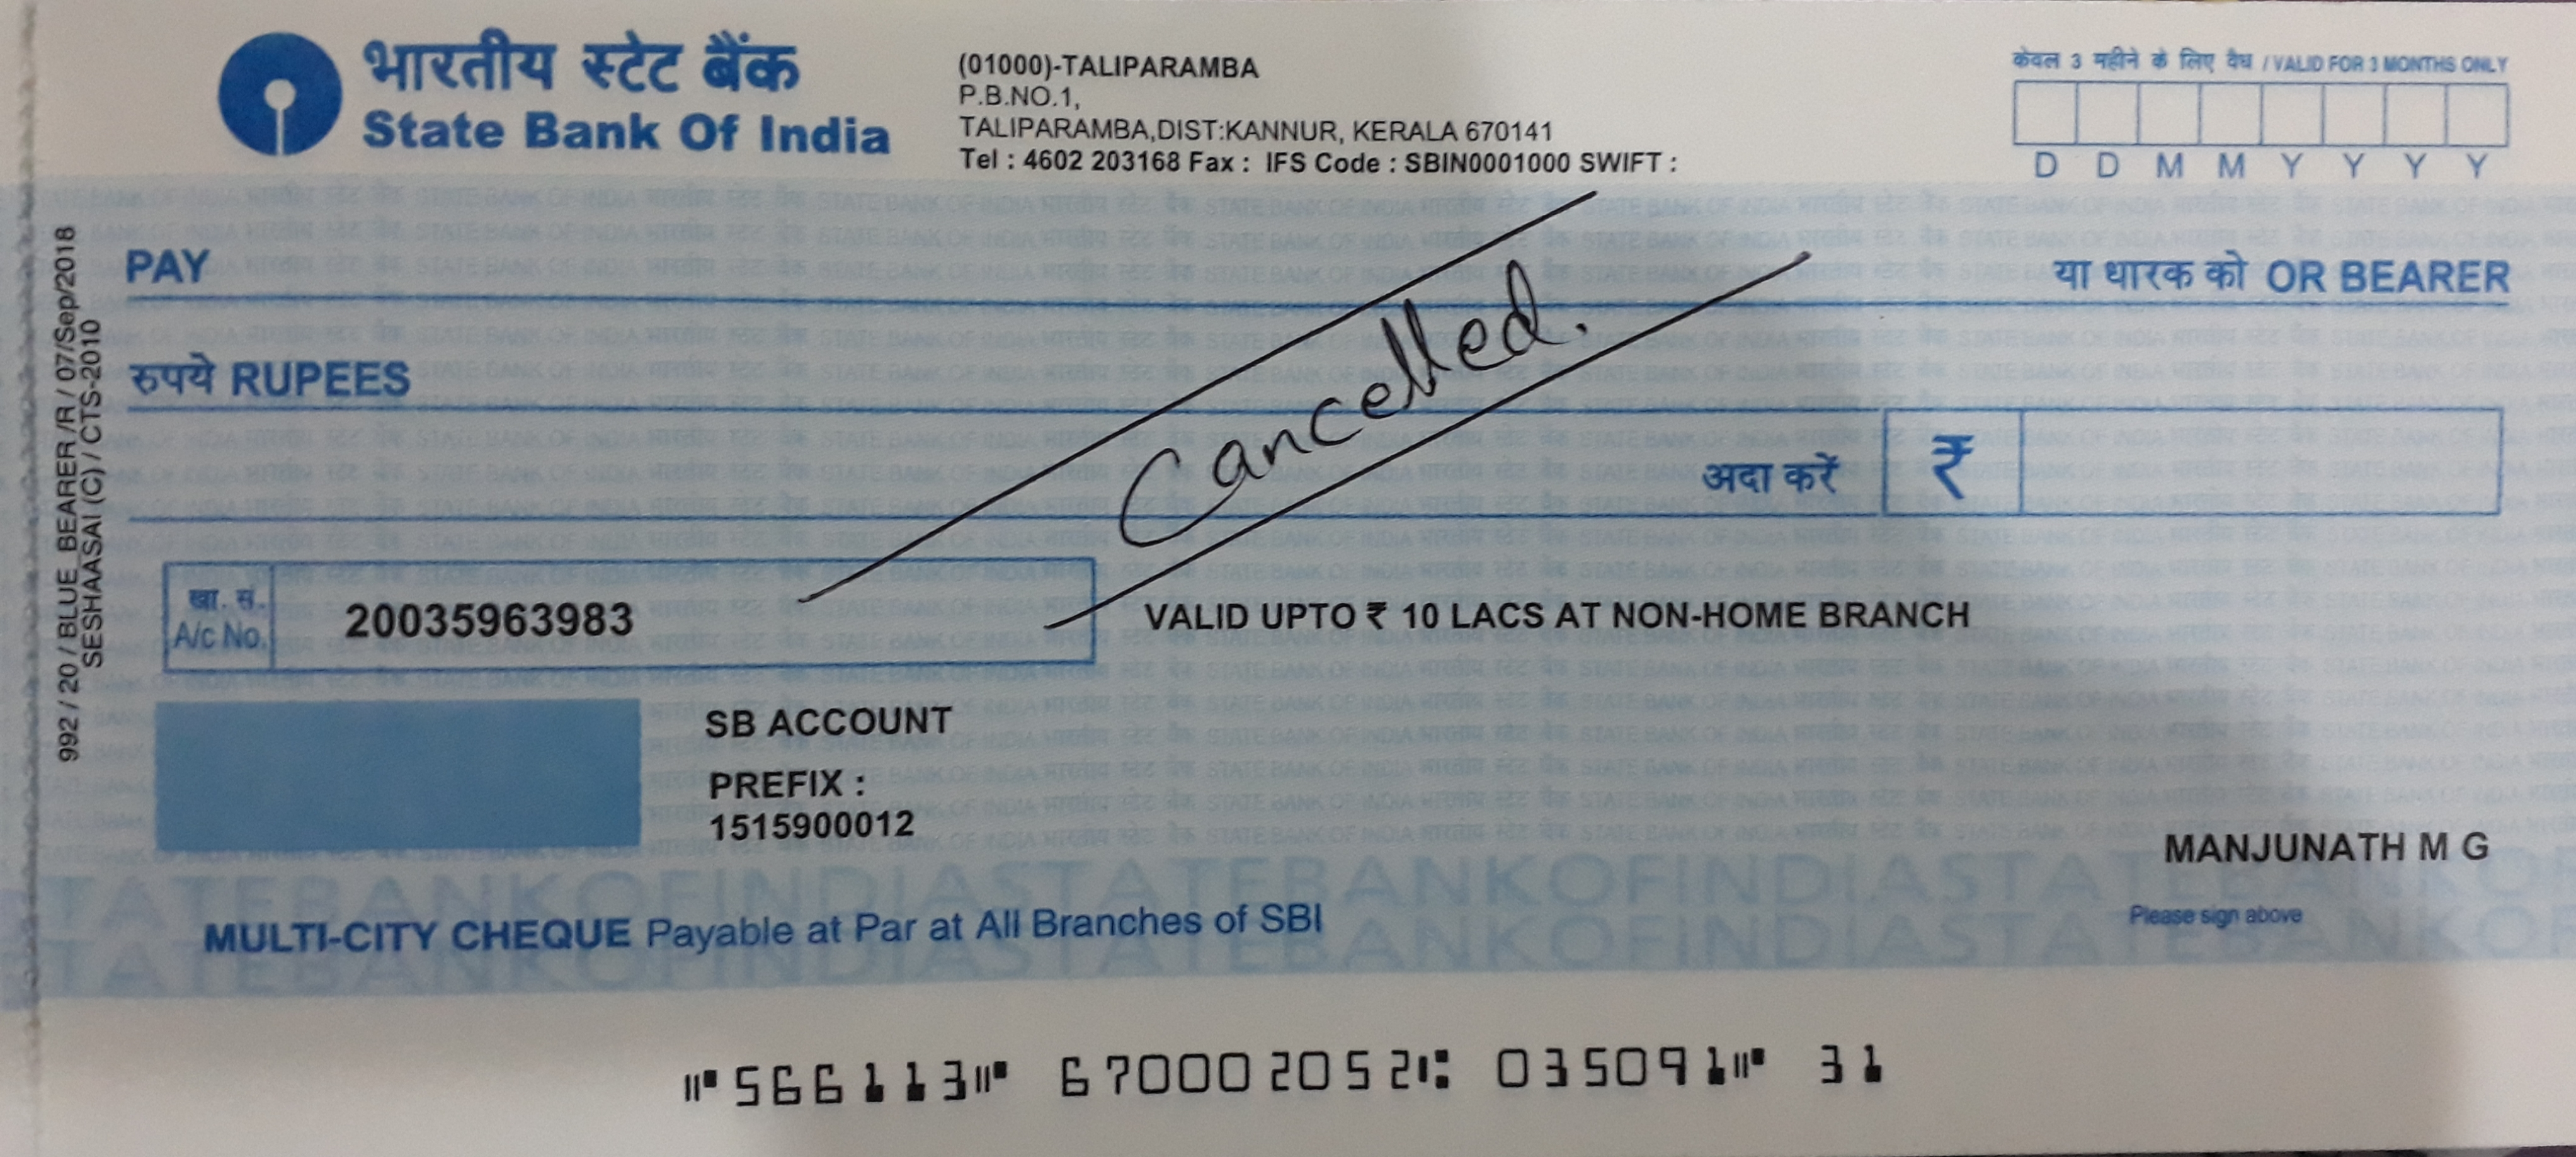 भारतीय स्टेट बैंक
State Bank Of India
(01000)-TALIPARAMBA
P.B.NO.1,
TALIPARAMBA,DIST:KANNUR, KERALA 670141
Tel : 4602 203168 Fax : IFS Code : SBIN0001000 SWIFT :
केवल 3 महीने के लिए वैध / VALID FOR 3 MONTHS ONLY
D D M M Y Y Y Y
PAY
या धारक को OR BEARER
रुपये RUPEES
Cancelled.
अदा करें ₹
खा. सं.
A/c No.
20035963983
VALID UPTO ₹ 10 LACS AT NON-HOME BRANCH
SB ACCOUNT
PREFIX :
1515900012
MANJUNATH M G
Please sign above
MULTI-CITY CHEQUE Payable at Par at All Branches of SBI
STATEBANKOFINDIASTATEBANKOFINDIASTATEBANKOF
STATEBANKOFINDIASTATEBANKOFINDIASTATEBANKOF
⑈566113⑈ 670002052⑆ 035091⑈ 31
992 / 20 / BLUE BEARER /R / 07/Sep/2018
SESHAASAI (C) / CTS-2010